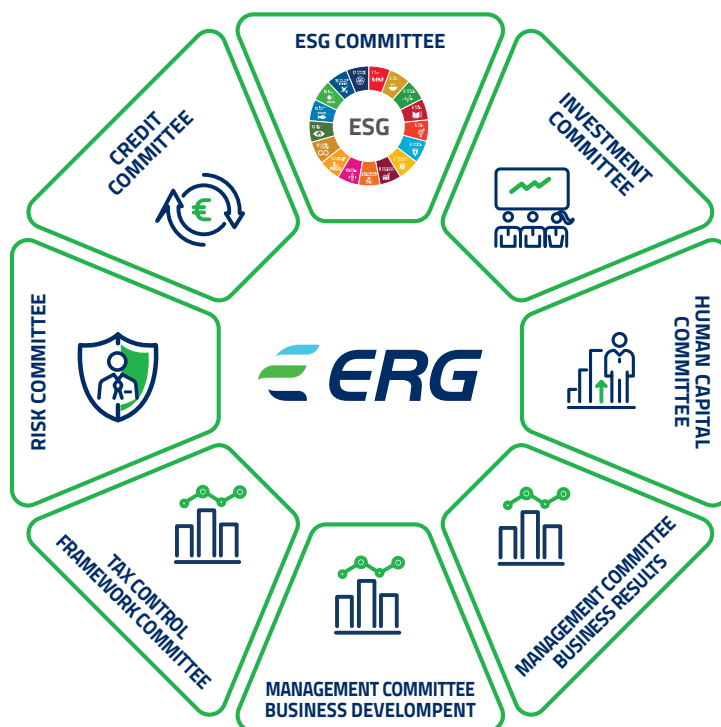 ESG COMMITTEE
ESG
INVESTMENT
COMMITTEE
HUMAN CAPITAL
COMMITTEE
MANAGEMENT COMMITTEE
BUSINESS RESULTS
MANAGEMENT COMMITTEE
BUSINESS DEVELOMPENT
TAX CONTROL
FRAMEWORK COMMITTEE
RISK COMMITTEE
CREDIT
COMMITTEE
€
ERG